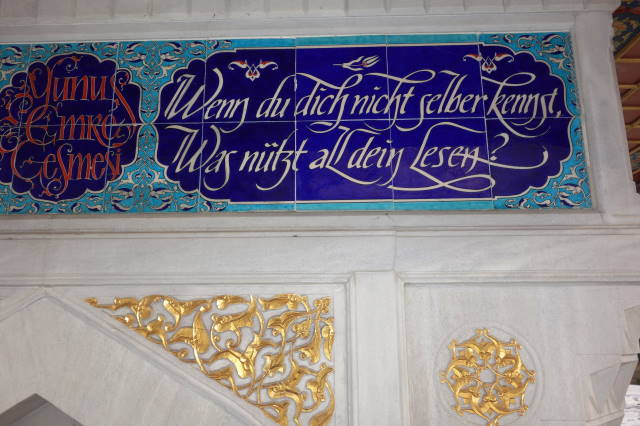 Yunus
Emre
Çeşmesi
Wenn du dich nicht selber kennst,
Was nützt all dein Lesen?